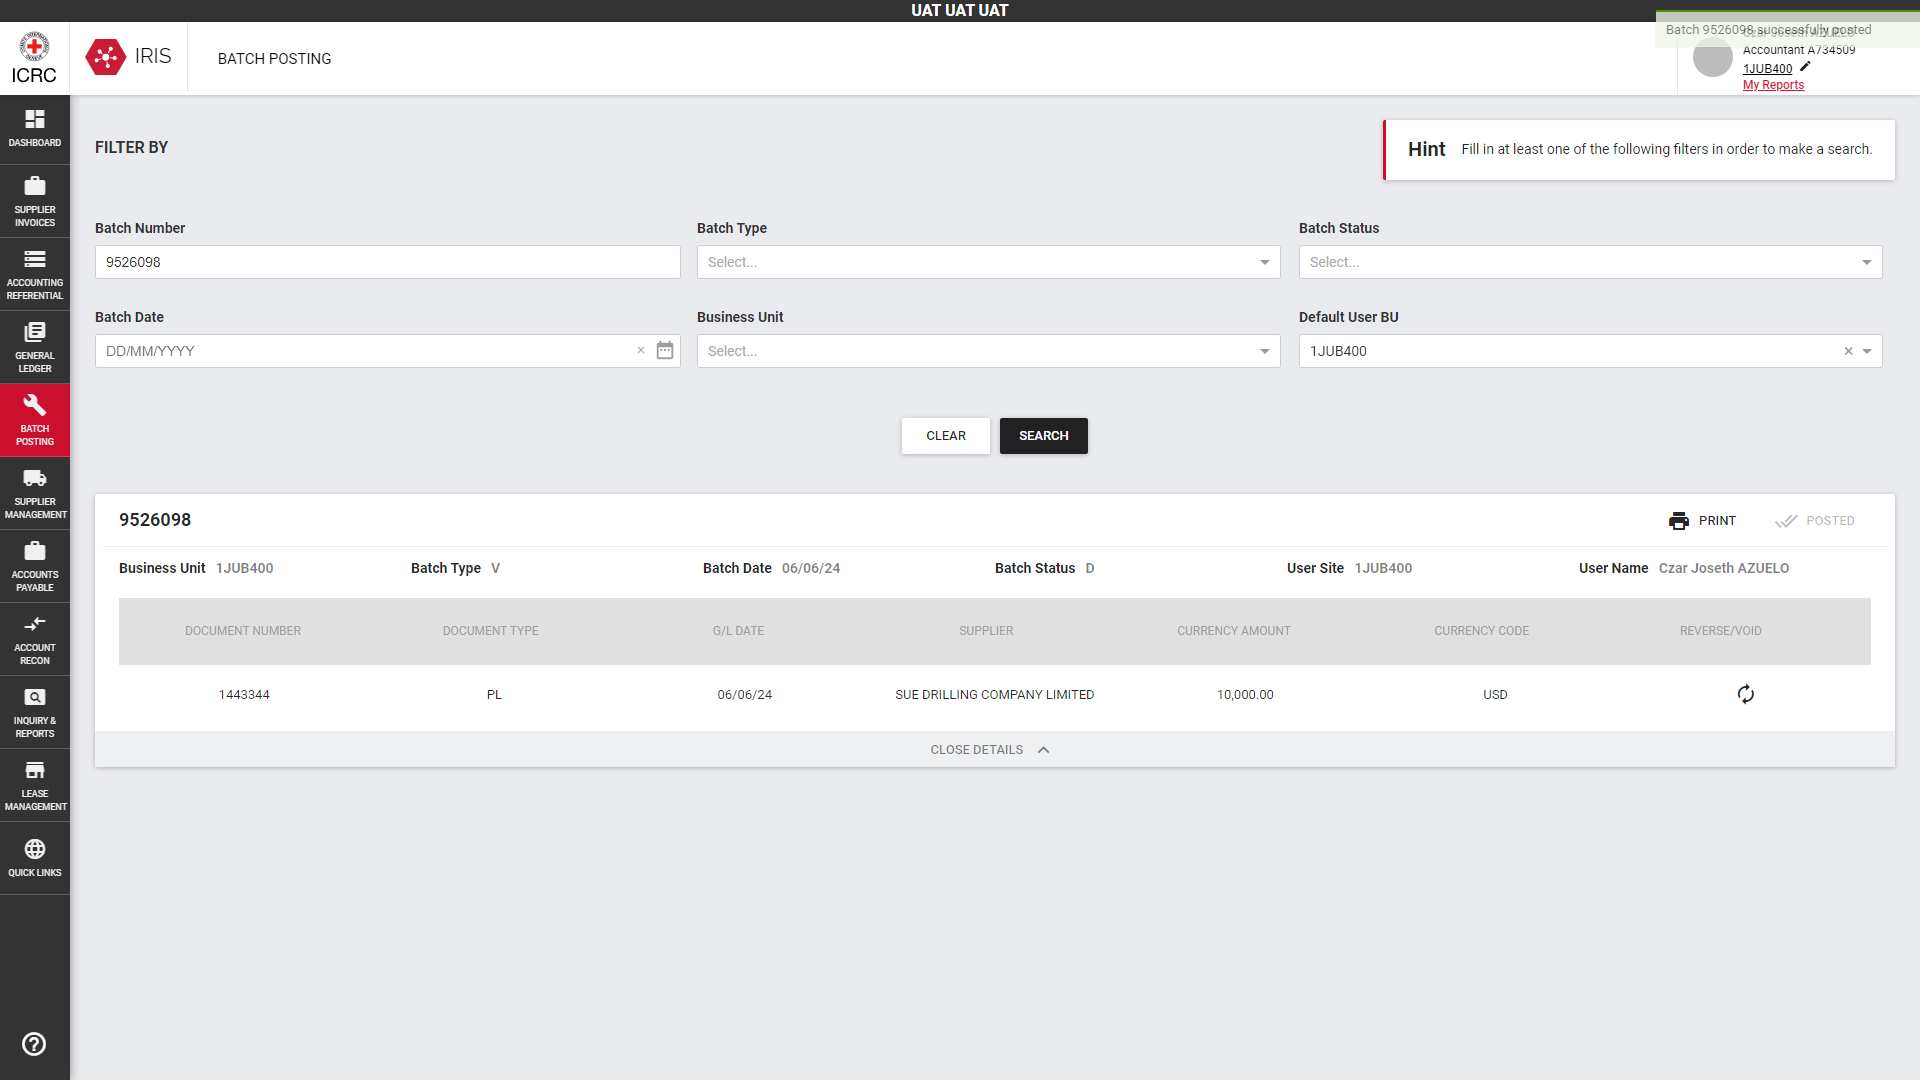 UAT UAT UAT
ICRC
IRIS
BATCH POSTING
Batch 9526098 successfully posted
Czar Joseth AZUELO
Accountant A734509
1JUB400
My Reports
DASHBOARD
SUPPLIER
INVOICES
ACCOUNTING
REFERENTIAL
GENERAL
LEDGER
BATCH
POSTING
SUPPLIER
MANAGEMENT
ACCOUNTS
PAYABLE
ACCOUNT
RECON
INQUIRY &
REPORTS
LEASE
MANAGEMENT
QUICK LINKS
FILTER BY
Hint Fill in at least one of the following filters in order to make a search.
Batch Number Batch Type Batch Status
9526098 Select... Select...
Batch Date Business Unit Default User BU
DD/MM/YYYY × Select... 1JUB400 ×
CLEAR SEARCH
9526098 PRINT POSTED
Business Unit 1JUB400 Batch Type V Batch Date 06/06/24 Batch Status D User Site 1JUB400 User Name Czar Joseth AZUELO
DOCUMENT NUMBER DOCUMENT TYPE G/L DATE SUPPLIER CURRENCY AMOUNT CURRENCY CODE REVERSE/VOID
1443344 PL 06/06/24 SUE DRILLING COMPANY LIMITED 10,000.00 USD
CLOSE DETAILS